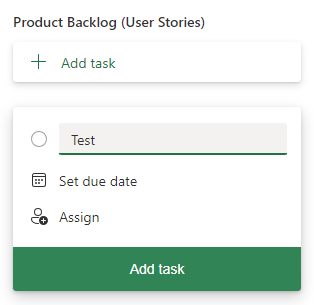 Product Backlog (User Stories)
Add task
Test
Set due date
Assign
Add task